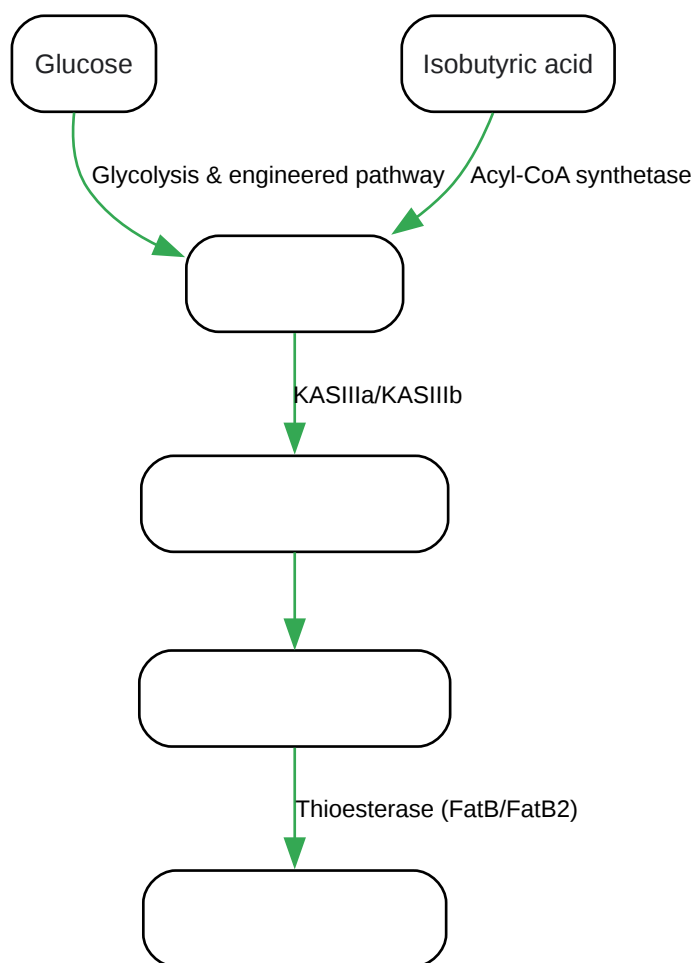 Glucose
Isobutyric acid
Glycolysis & engineered pathway
Acyl-CoA synthetase
KASIIIa/KASIIIb
Thioesterase (FatB/FatB2)